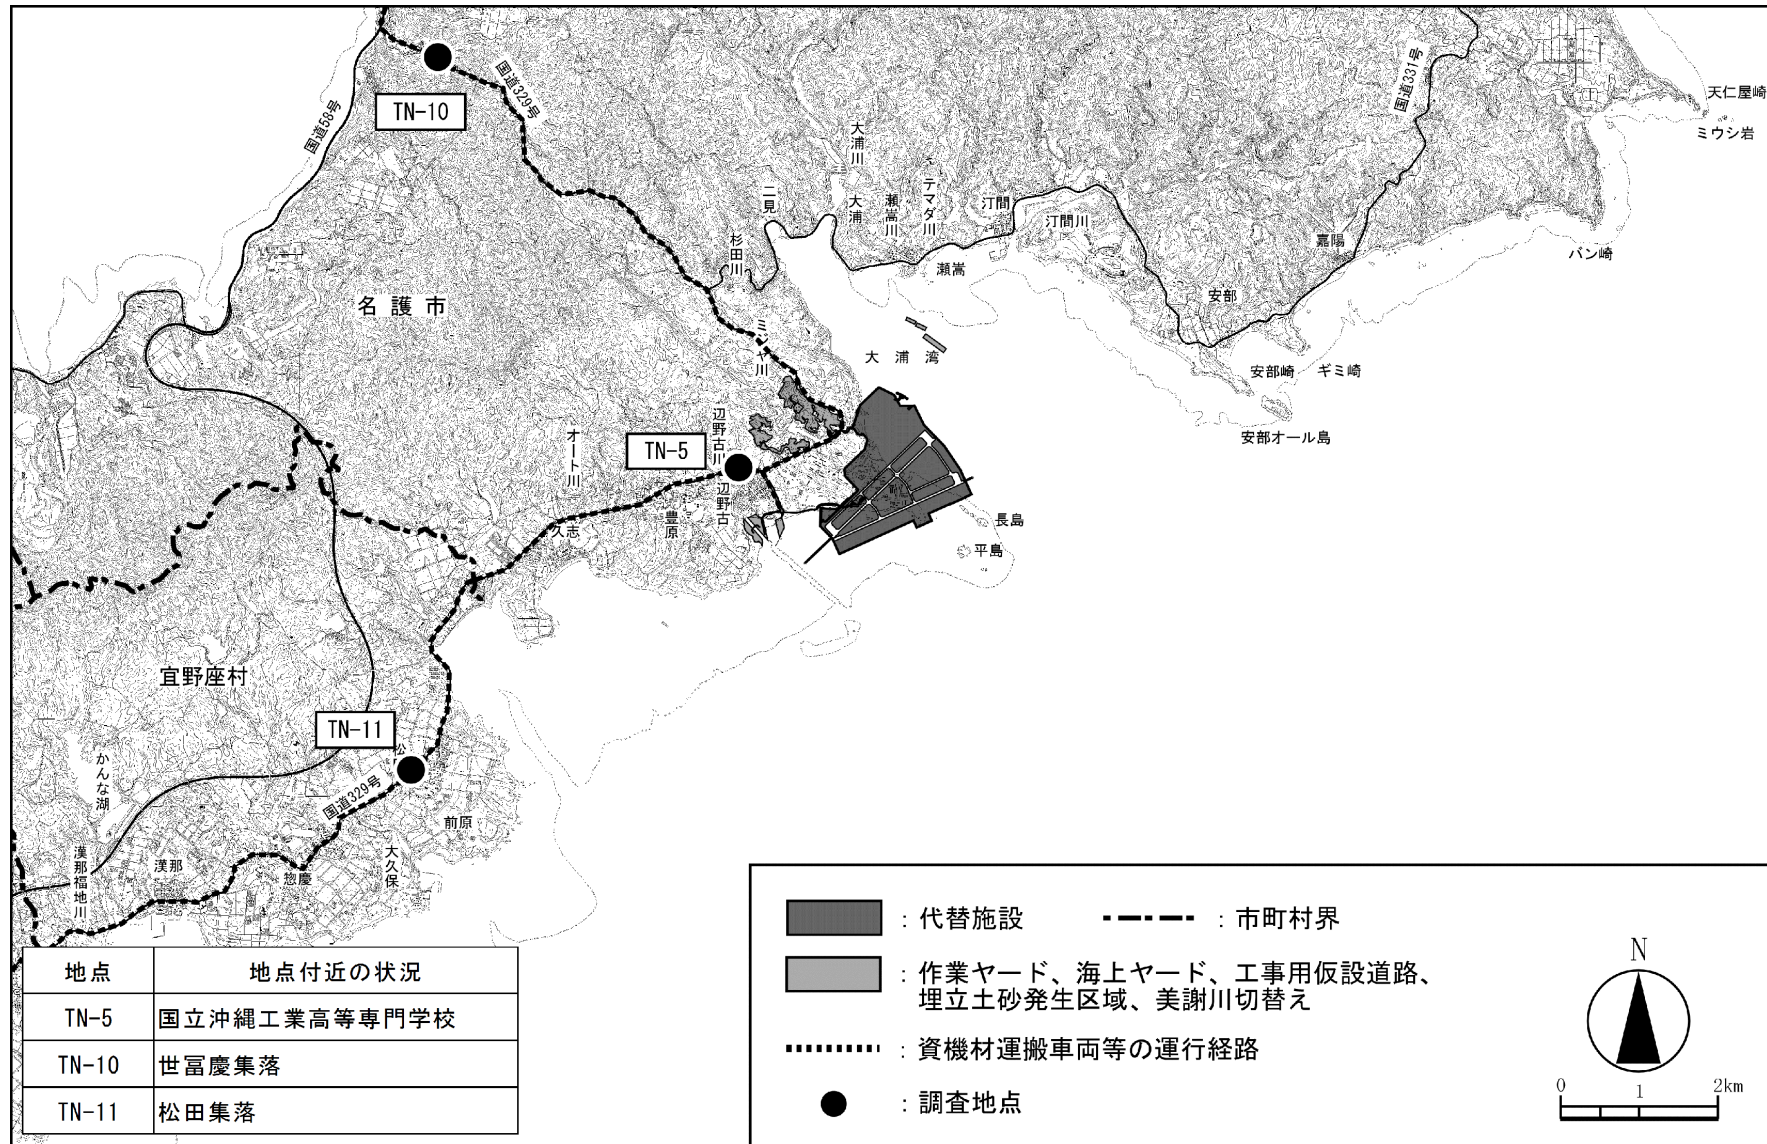 国道58号
TN-10
国道329号
国道331号
天仁屋崎
ミウシ岩
バン崎
大浦川
二見
大浦
瀬嵩川
テマダ川
汀間
汀間川
嘉陽
杉田川
瀬嵩
安部
名護市
ミジャ川
大浦湾
安部崎
ギミ崎
安部オール島
辺野古川
オート川
TN-5
辺野古
豊原
久志
長島
平島
宜野座村
TN-11
松
かんな湖
国道329号
前原
大久保
漢那福地川
漢那
惣慶
地点
地点付近の状況
TN-5
国立沖縄工業高等専門学校
TN-10
世冨慶集落
TN-11
松田集落
：代替施設
：市町村界
：作業ヤード、海上ヤード、工事用仮設道路、
埋立土砂発生区域、美謝川切替え
：資機材運搬車両等の運行経路
：調査地点
N
0
1
2km